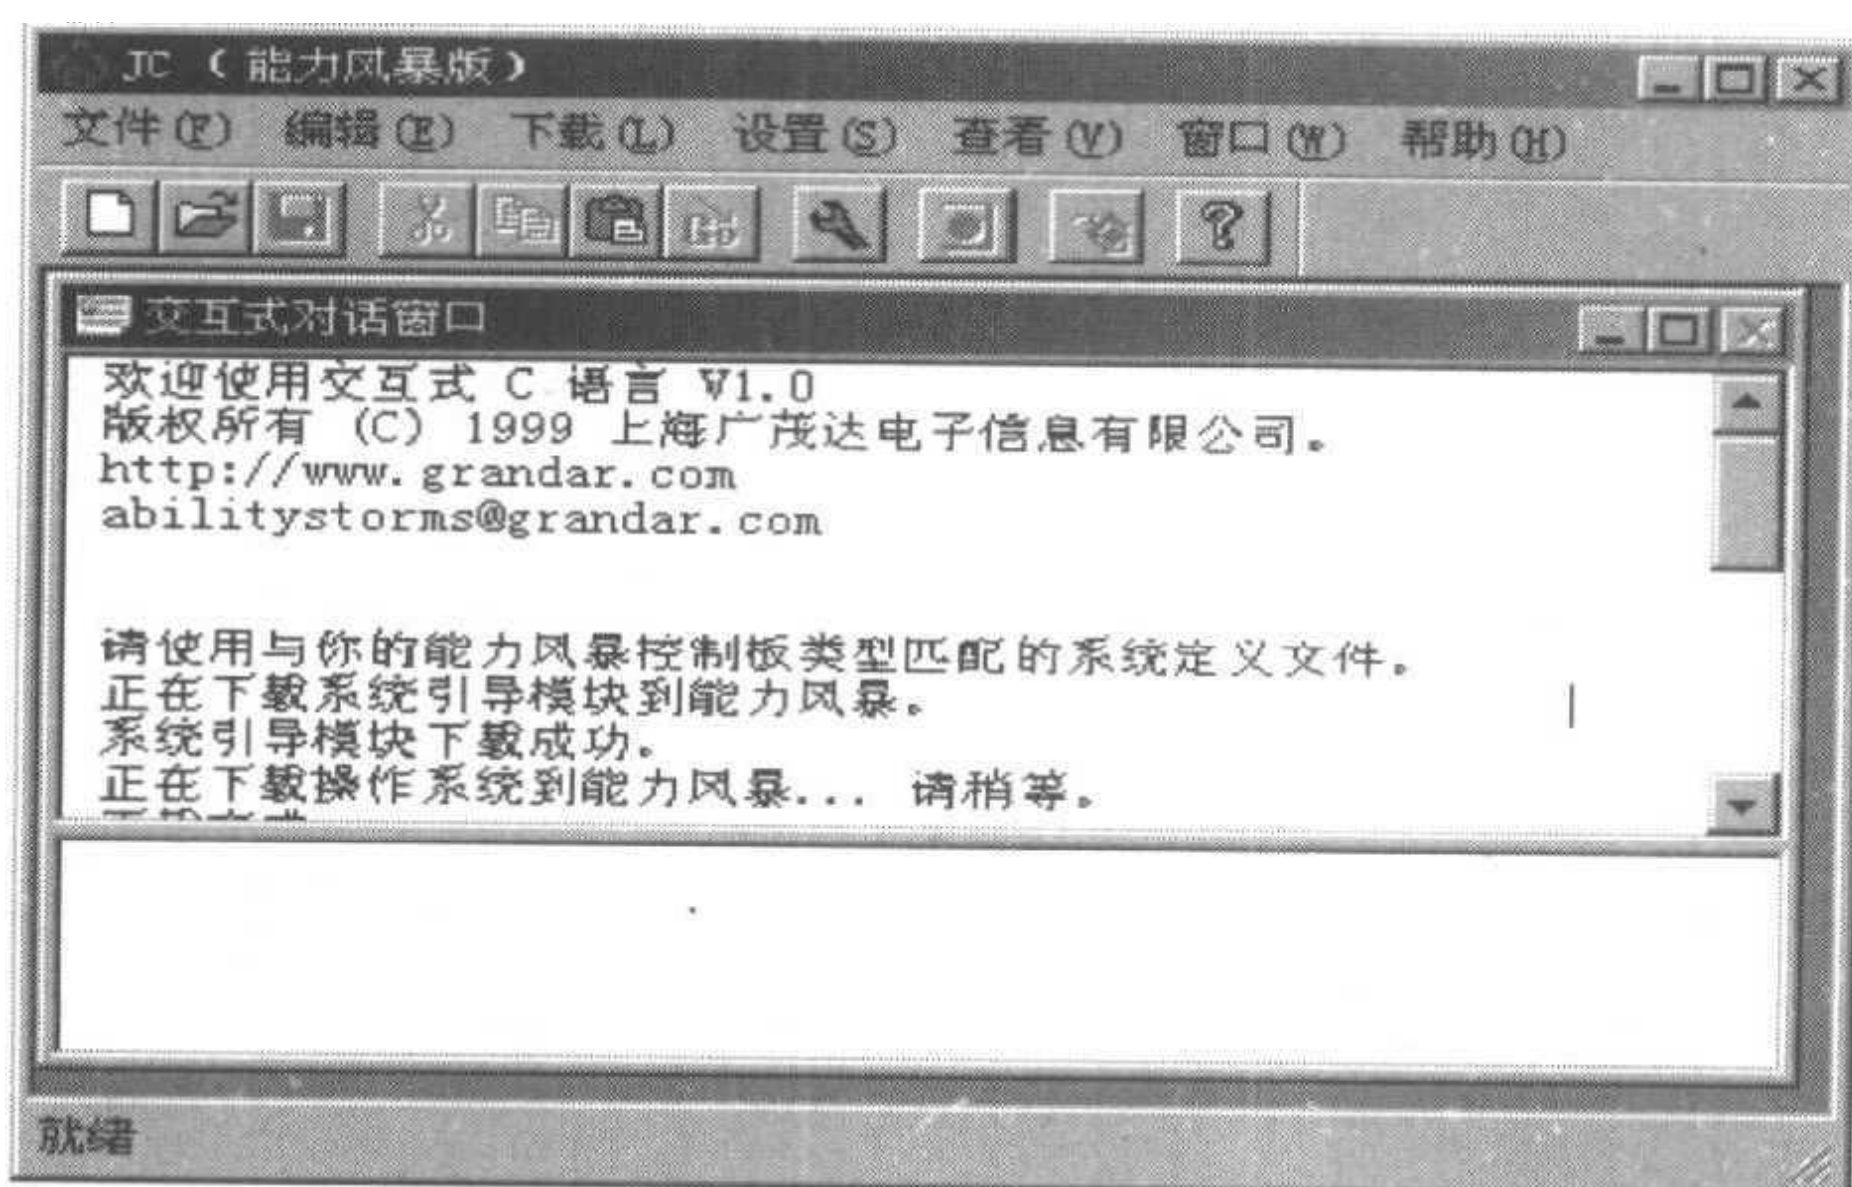 JC（能力风暴版）
文件(F) 编辑(E) 下载(L) 设置(S) 查看(V) 窗口(W) 帮助(H)
交互式对话窗口
欢迎使用交互式 C 语言 V1.0
版权所有 (C) 1999 上海广茂达电子信息有限公司。
http://www.grandar.com
abilitystorms@grandar.com
请使用与你的能力风暴控制板类型匹配的系统定义文件。
正在下载系统引导模块到能力风暴。
系统引导模块下载成功。
正在下载操作系统到能力风暴... 请稍等。
就绪